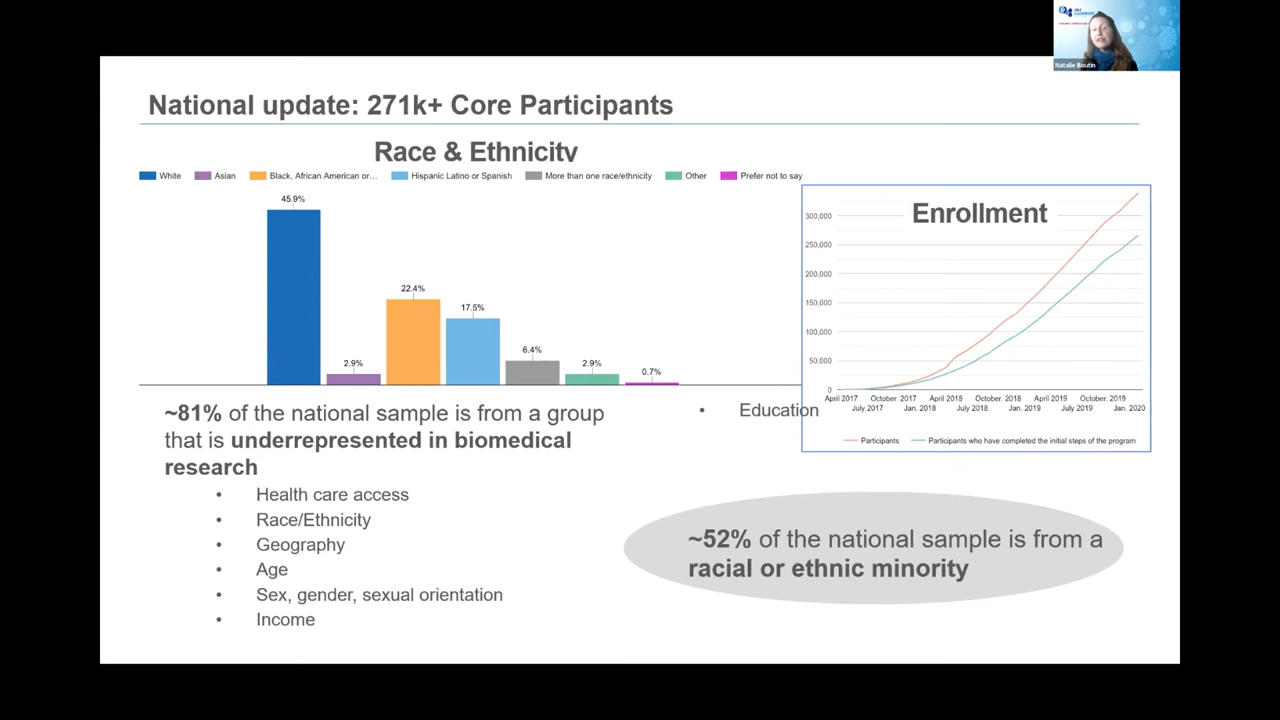 Natalie Boutin
National update: 271k+ Core Participants
Race & Ethnicity
White Asian Black, African American or... Hispanic Latino or Spanish More than one race/ethnicity Other Prefer not to say
45.9%
2.9%
22.4%
17.5%
6.4%
2.9%
0.7%
Enrollment
300,000
250,000
200,000
150,000
100,000
50,000
0
April 2017 October. 2017 April 2018 October. 2018 April 2019 October. 2019
July 2017 Jan. 2018 July 2018 Jan. 2019 July 2019 Jan. 2020
Participants Participants who have completed the initial steps of the program
~81% of the national sample is from a group
that is underrepresented in biomedical
research
• Health care access
• Race/Ethnicity
• Geography
• Age
• Sex, gender, sexual orientation
• Income
• Education
~52% of the national sample is from a
racial or ethnic minority